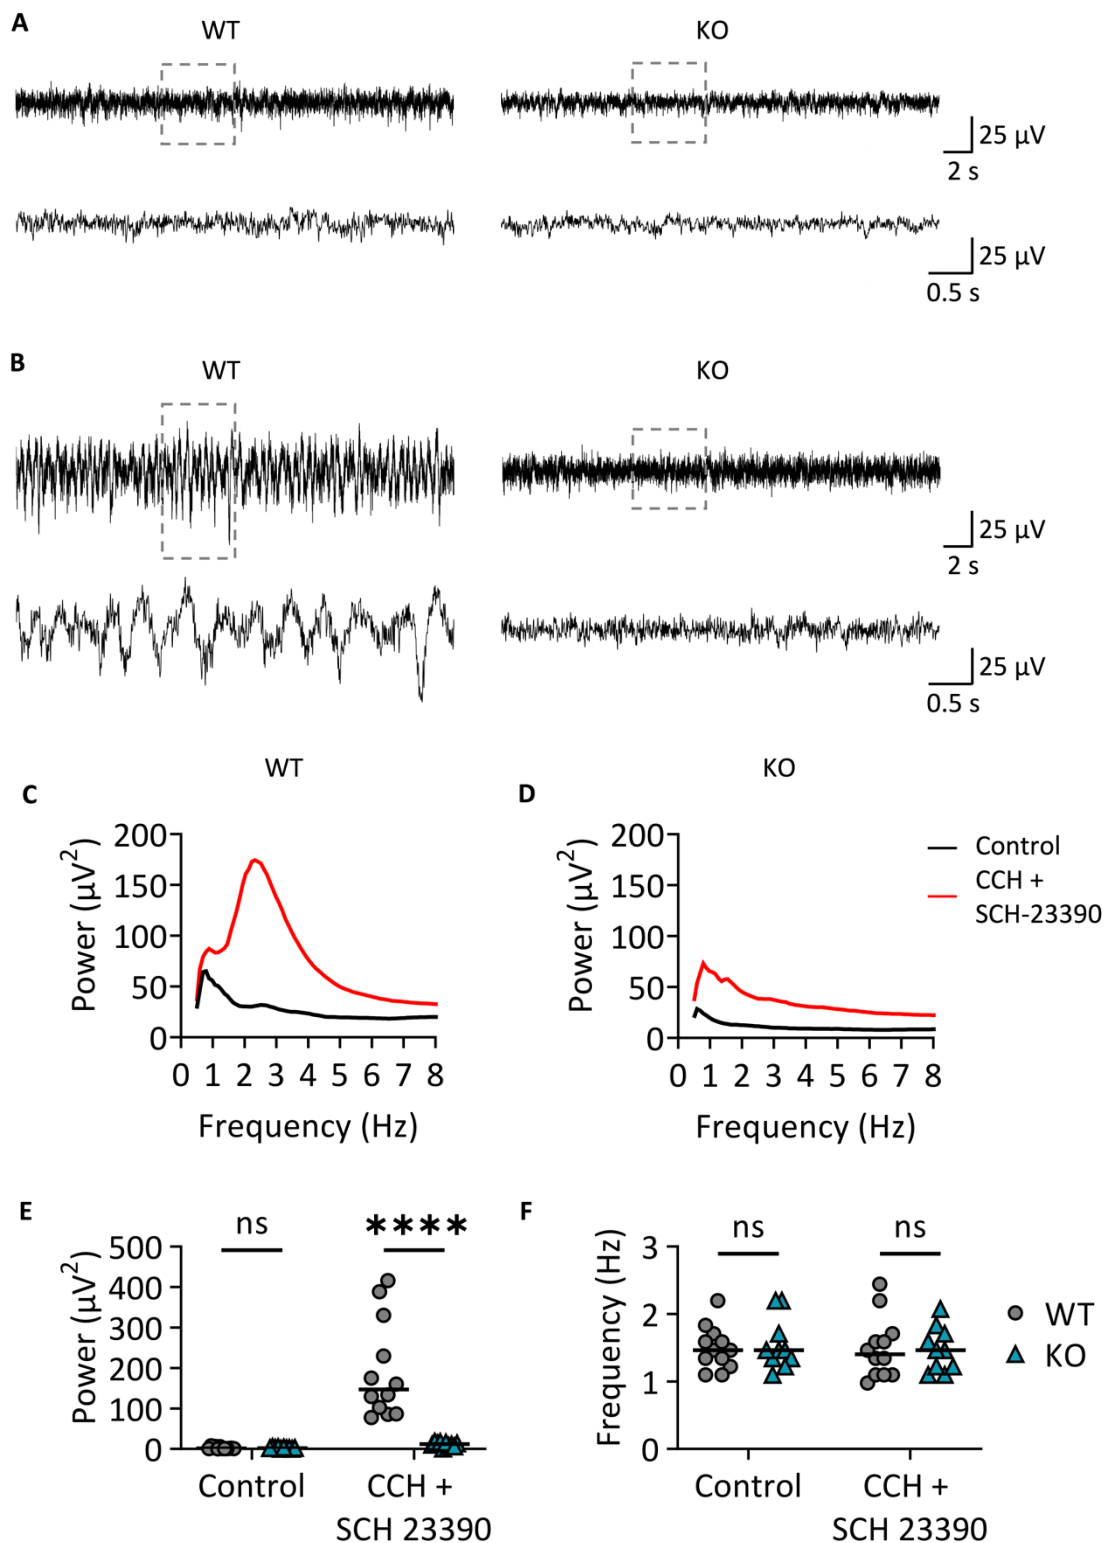 A
WT
KO
25 µV
2 s
25 µV
0.5 s
B
WT
KO
25 µV
2 s
25 µV
0.5 s
WT
KO
C
D
Power (µV²)
200
150
100
50
0
0 1 2 3 4 5 6 7 8
Frequency (Hz)
Power (µV²)
200
150
100
50
0
0 1 2 3 4 5 6 7 8
Frequency (Hz)
Control
CCH +
SCH-23390
E
ns
****
Power (µV²)
500
400
300
200
100
0
Control
CCH +
SCH 23390
F
ns
ns
Frequency (Hz)
3
2
1
0
Control
CCH +
SCH 23390
WT
KO